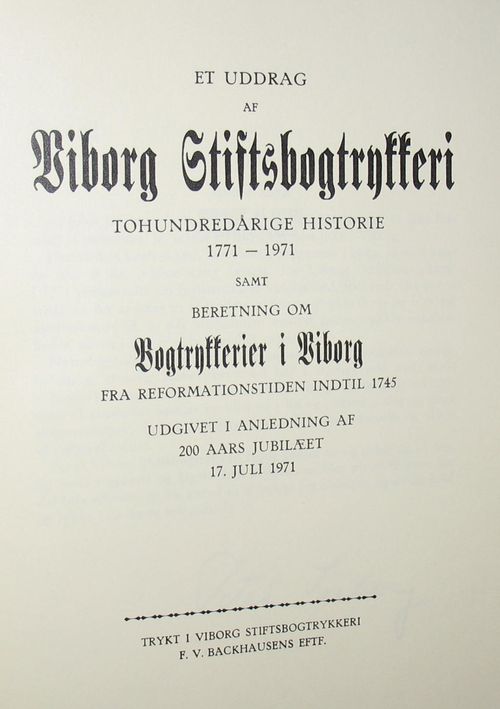 ET UDDRAG
AF
Viborg Stiftsbogtrykkeri
TOHUNDREDÅRIGE HISTORIE
1771 – 1971
SAMT
BERETNING OM
Bogtrykkerier i Viborg
FRA REFORMATIONSTIDEN INDTIL 1745
UDGIVET I ANLEDNING AF
200 AARS JUBILÆET
17. JULI 1971
TRYKT I VIBORG STIFTSBOGTRYKKERI
F. V. BACKHAUSENS EFTF.